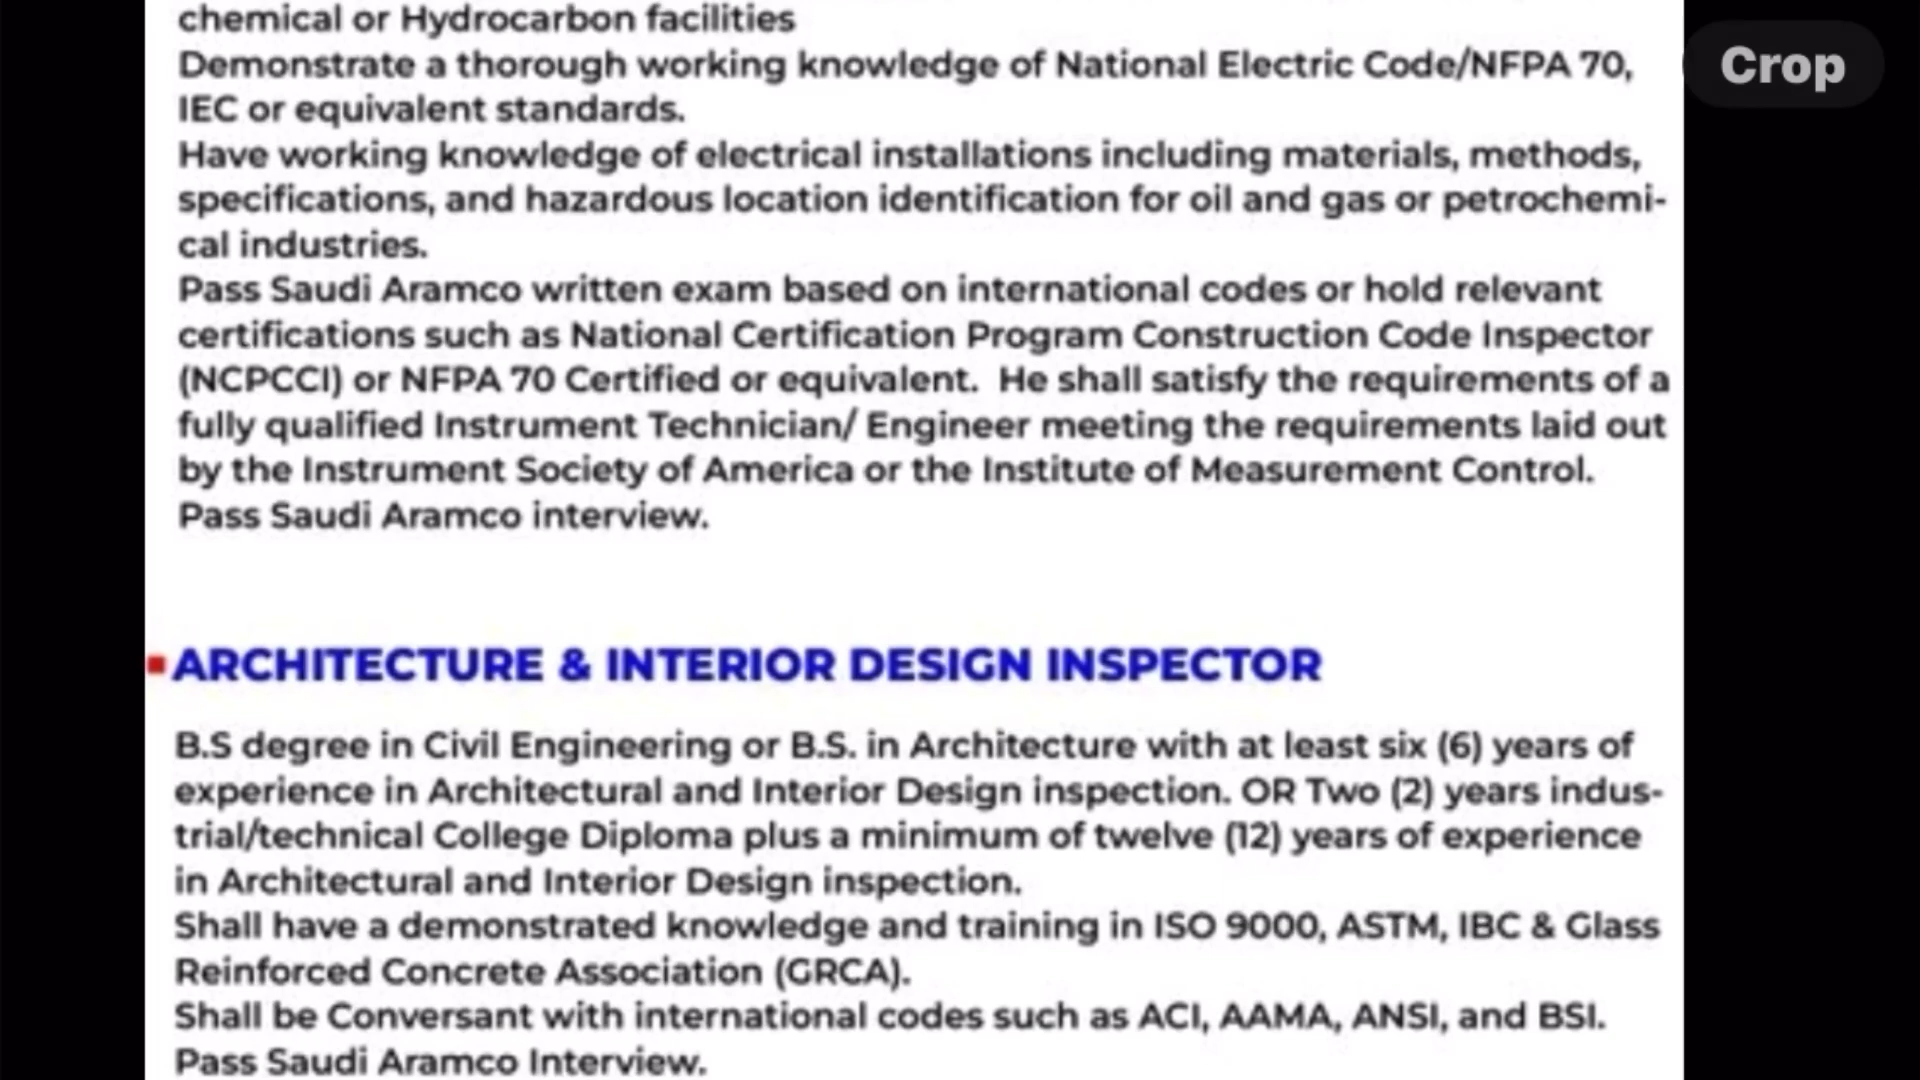 chemical or Hydrocarbon facilities
Crop
Demonstrate a thorough working knowledge of National Electric Code/NFPA 70,
IEC or equivalent standards.
Have working knowledge of electrical installations including materials, methods,
specifications, and hazardous location identification for oil and gas or petrochemi-
cal industries.
Pass Saudi Aramco written exam based on international codes or hold relevant
certifications such as National Certification Program Construction Code Inspector
(NCPCCI) or NFPA 70 Certified or equivalent.  He shall satisfy the requirements of a
fully qualified Instrument Technician/ Engineer meeting the requirements laid out
by the Instrument Society of America or the Institute of Measurement Control.
Pass Saudi Aramco interview.
ARCHITECTURE & INTERIOR DESIGN INSPECTOR
B.S degree in Civil Engineering or B.S. in Architecture with at least six (6) years of
experience in Architectural and Interior Design inspection. OR Two (2) years indus-
trial/technical College Diploma plus a minimum of twelve (12) years of experience
in Architectural and Interior Design inspection.
Shall have a demonstrated knowledge and training in ISO 9000, ASTM, IBC & Glass
Reinforced Concrete Association (GRCA).
Shall be Conversant with international codes such as ACI, AAMA, ANSI, and BSI.
Pass Saudi Aramco Interview.